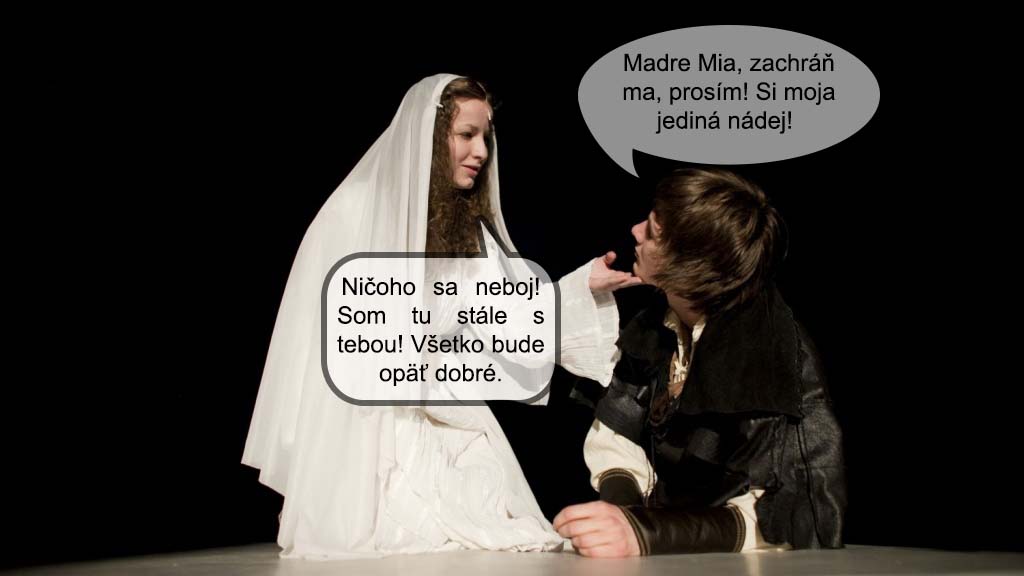 Madre Mia, zachráň
ma, prosím! Si moja
jediná nádej!
Ničoho sa neboj!
Som tu stále s
tebou! Všetko bude
opäť dobré.